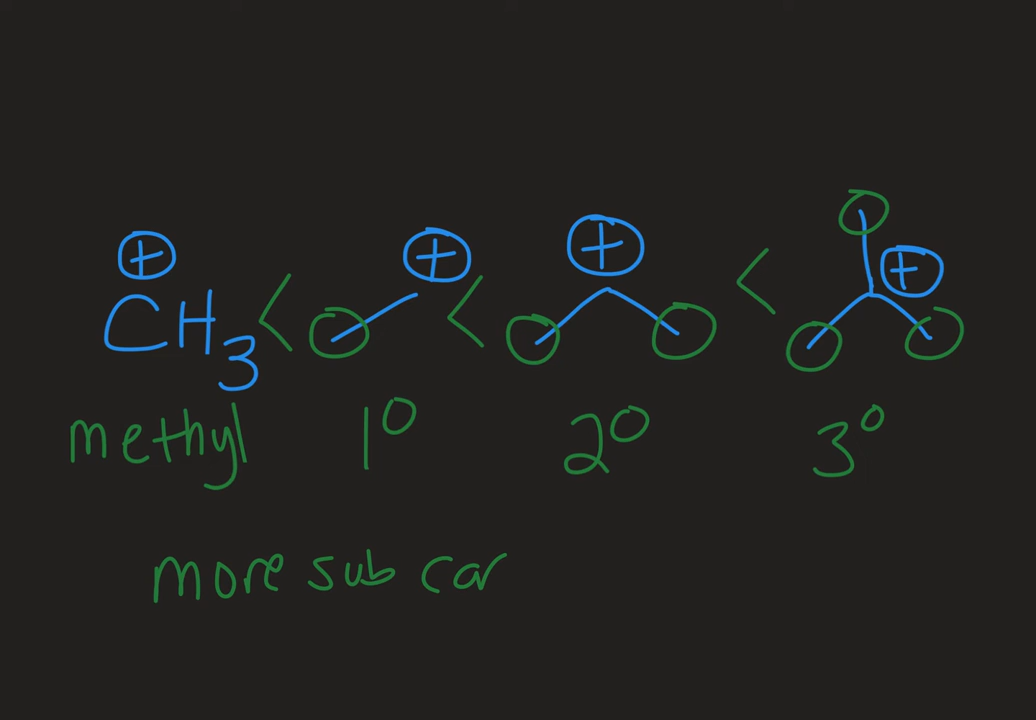 ⊕ ⊕ ⊕ ⊕
CH₃ < < <
methyl 1° 2° 3°
more sub car